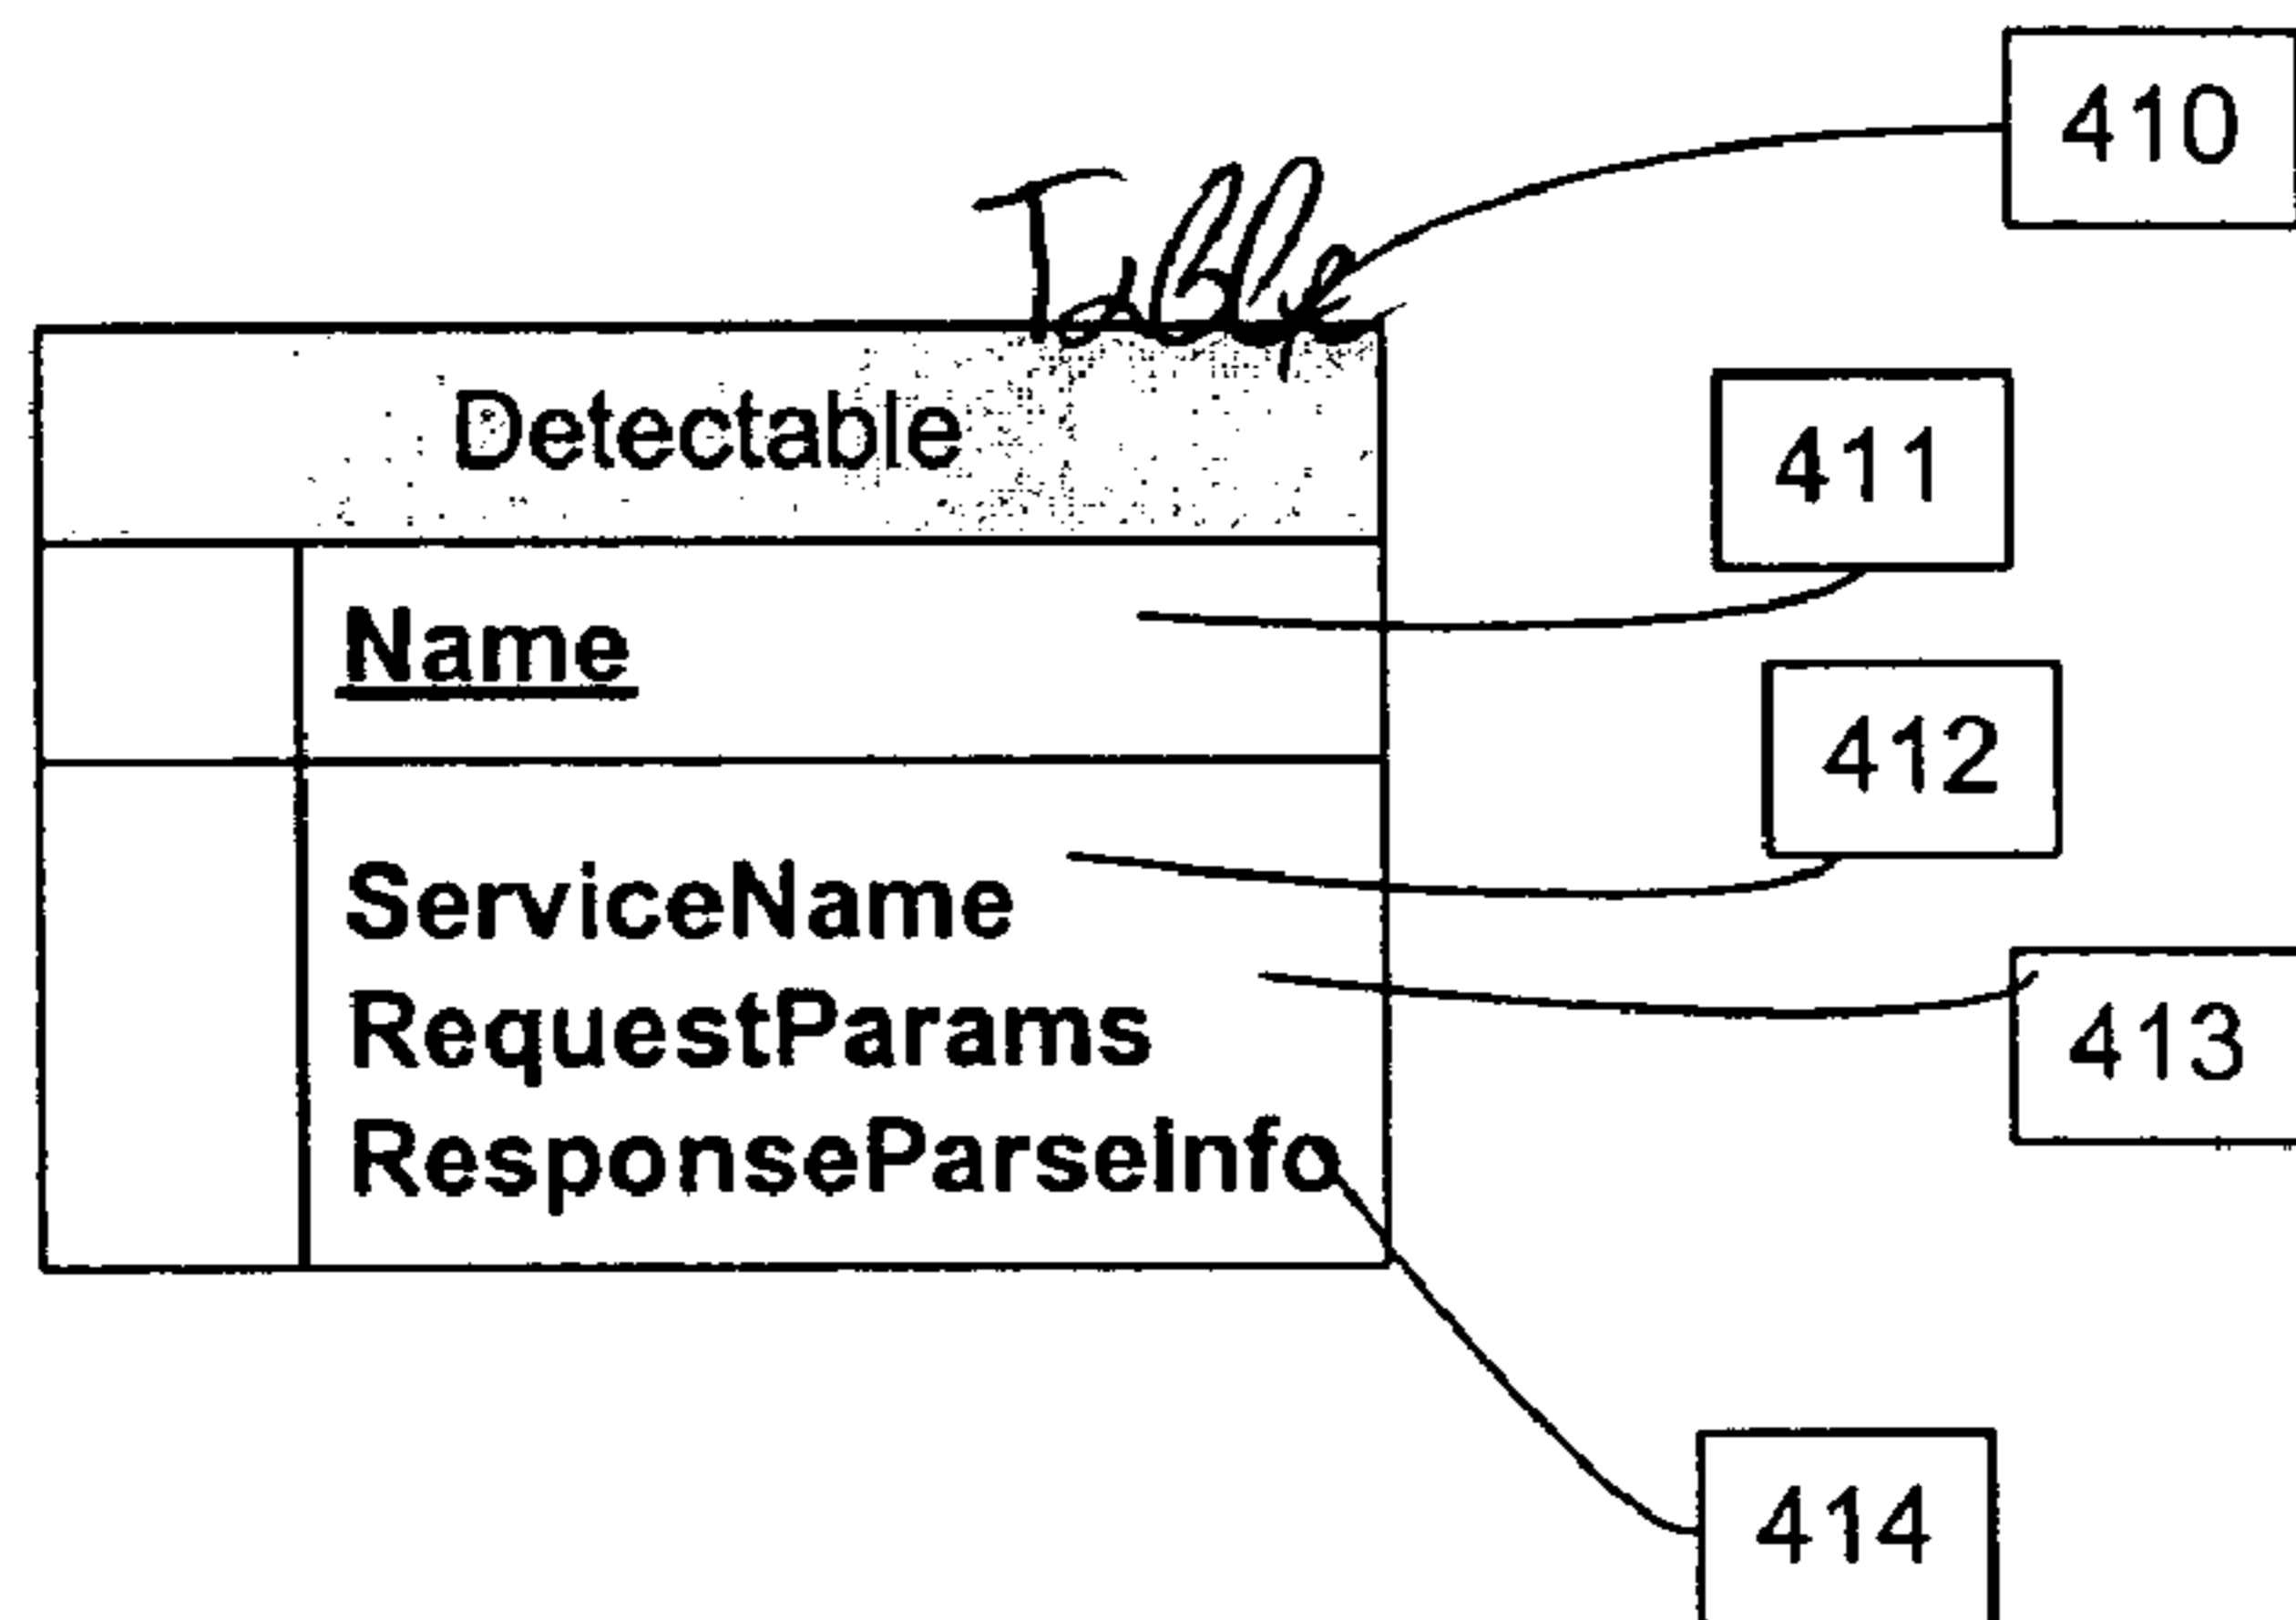 410
Table
Detectable
411
Name
412
ServiceName
413
RequestParams
ResponseParseInfo
414